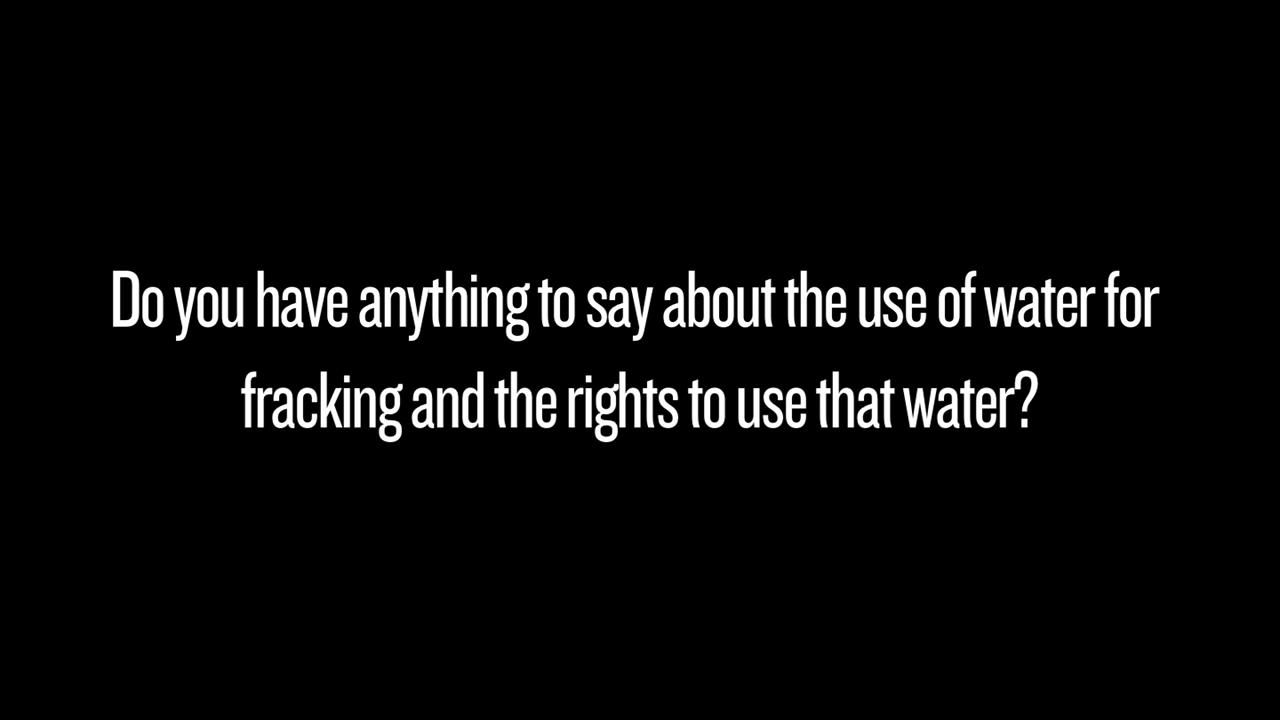 Do you have anything to say about the use of water for
fracking and the rights to use that water?